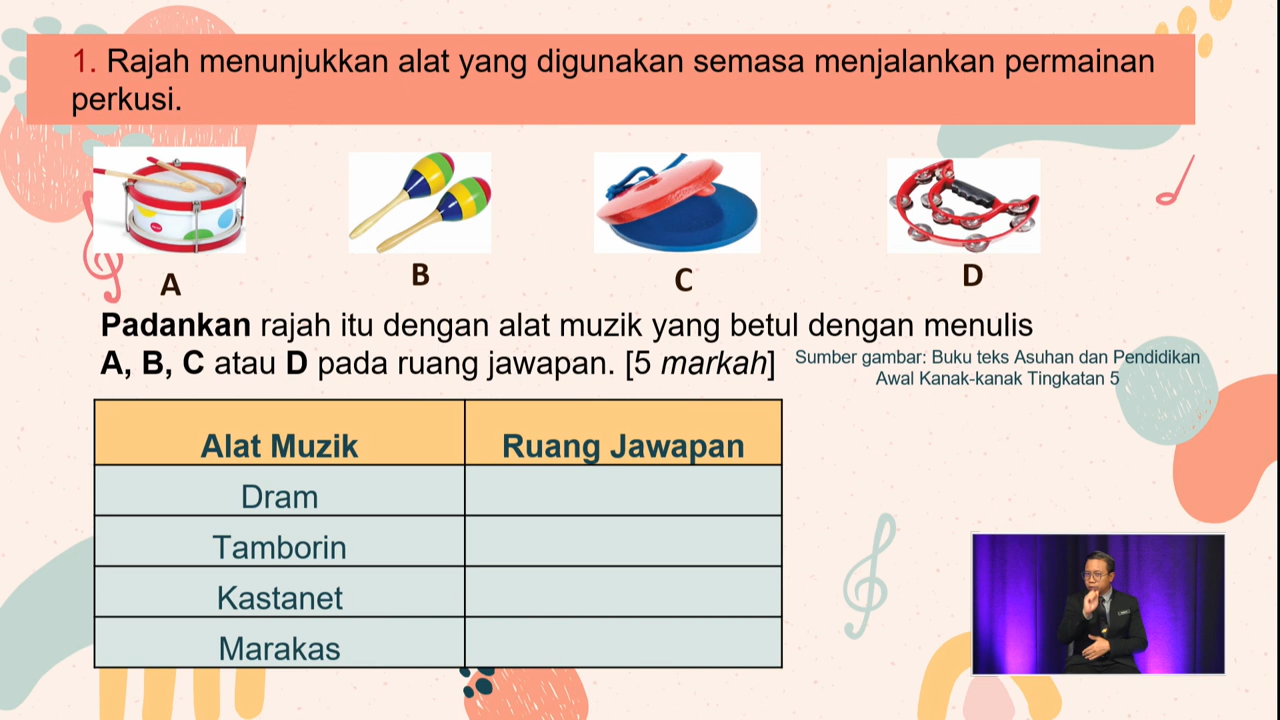 1. Rajah menunjukkan alat yang digunakan semasa menjalankan permainan
perkusi.
A
B
C
D
Padankan rajah itu dengan alat muzik yang betul dengan menulis
A, B, C atau D pada ruang jawapan. [5 markah]
Sumber gambar: Buku teks Asuhan dan Pendidikan
Awal Kanak-kanak Tingkatan 5
Alat Muzik
Ruang Jawapan
Dram
Tamborin
Kastanet
Marakas